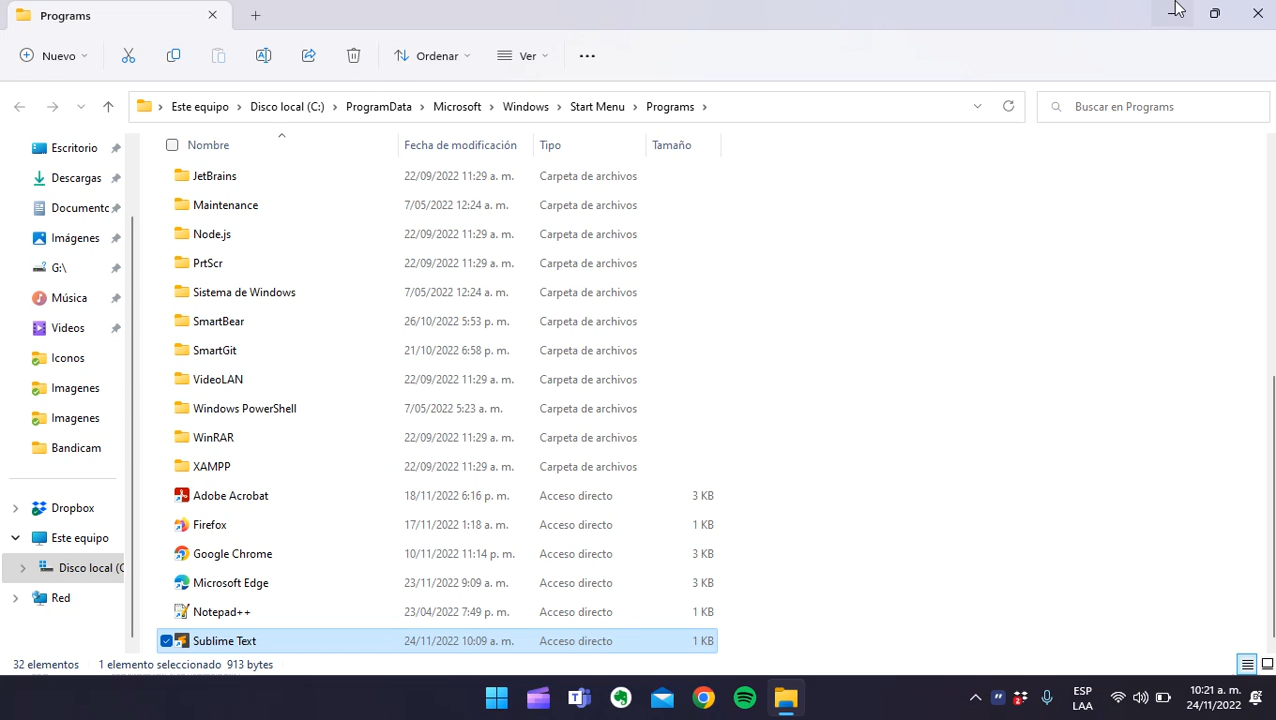 Programs
Nuevo
Ordenar
Ver
Este equipo > Disco local (C:) > ProgramData > Microsoft > Windows > Start Menu > Programs >
Buscar en Programs
Nombre Fecha de modificación Tipo Tamaño
Escritorio
Descargas
Documento
Imágenes
G:\
Música
Videos
Iconos
Imagenes
Imagenes
Bandicam
Dropbox
Este equipo
Disco local (C
Red
JetBrains 22/09/2022 11:29 a. m. Carpeta de archivos
Maintenance 7/05/2022 12:24 a. m. Carpeta de archivos
Node.js 22/09/2022 11:29 a. m. Carpeta de archivos
PrtScr 22/09/2022 11:29 a. m. Carpeta de archivos
Sistema de Windows 7/05/2022 12:24 a. m. Carpeta de archivos
SmartBear 26/10/2022 5:53 p. m. Carpeta de archivos
SmartGit 21/10/2022 6:58 p. m. Carpeta de archivos
VideoLAN 22/09/2022 11:29 a. m. Carpeta de archivos
Windows PowerShell 7/05/2022 5:23 a. m. Carpeta de archivos
WinRAR 22/09/2022 11:29 a. m. Carpeta de archivos
XAMPP 22/09/2022 11:29 a. m. Carpeta de archivos
Adobe Acrobat 18/11/2022 6:16 p. m. Acceso directo 3 KB
Firefox 17/11/2022 1:18 a. m. Acceso directo 1 KB
Google Chrome 10/11/2022 11:14 p. m. Acceso directo 3 KB
Microsoft Edge 23/11/2022 9:09 a. m. Acceso directo 3 KB
Notepad++ 23/04/2022 7:49 p. m. Acceso directo 1 KB
Sublime Text 24/11/2022 10:09 a. m. Acceso directo 1 KB
32 elementos 1 elemento seleccionado 913 bytes
ESP
LAA
10:21 a. m.
24/11/2022